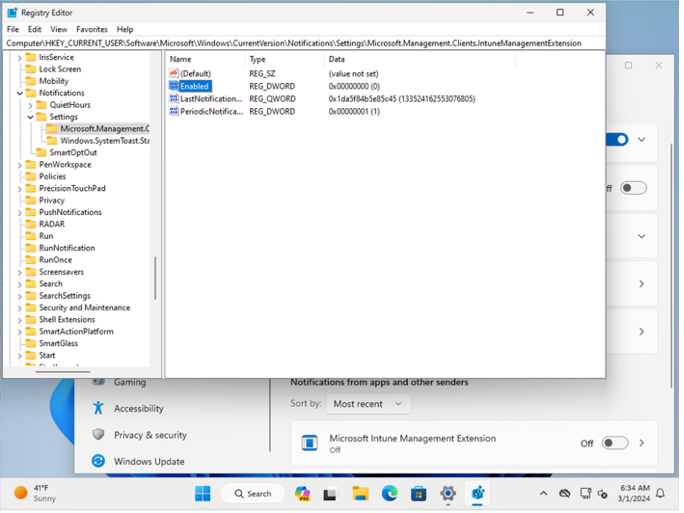 Registry Editor
File Edit View Favorites Help
Computer\HKEY_CURRENT_USER\Software\Microsoft\Windows\CurrentVersion\Notifications\Settings\Microsoft.Management.Clients.IntuneManagementExtension
IrisService
Lock Screen
Mobility
Notifications
QuietHours
Settings
Microsoft.Management.C
Windows.SystemToast.Sta
SmartOptOut
PenWorkspace
Policies
PrecisionTouchPad
Privacy
PushNotifications
RADAR
Run
RunNotification
RunOnce
Screensavers
Search
SearchSettings
Security and Maintenance
Shell Extensions
SmartActionPlatform
SmartGlass
Start
Name Type Data
(Default) REG_SZ (value not set)
Enabled REG_DWORD 0x00000000 (0)
LastNotification... REG_QWORD 0x1da5f84b5e85c45 (133524162553076805)
PeriodicNotifica... REG_DWORD 0x00000001 (1)
ff
Gaming
Accessibility
Privacy & security
Windows Update
Notifications from apps and other senders
Sort by: Most recent
Microsoft Intune Management Extension
Off
Off
41°F
Sunny
Search
6:34 AM
3/1/2024